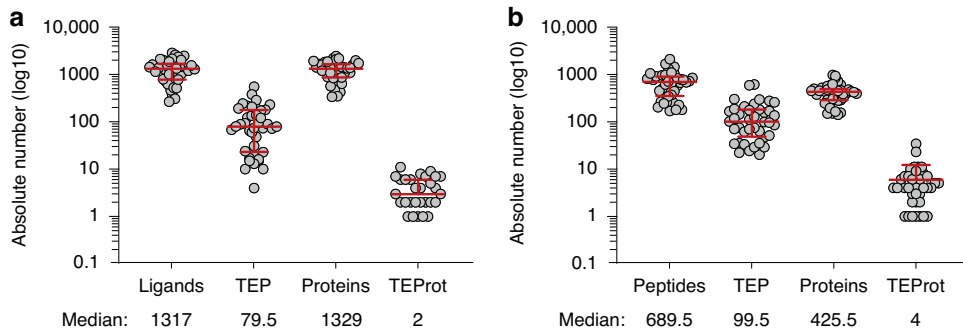 a
b
10,000
1000
100
10
1
0.1
Absolute number (log10)
Ligands TEP Proteins TEProt
Median: 1317 79.5 1329 2
10,000
1000
100
10
1
0.1
Absolute number (log10)
Peptides TEP Proteins TEProt
Median: 689.5 99.5 425.5 4